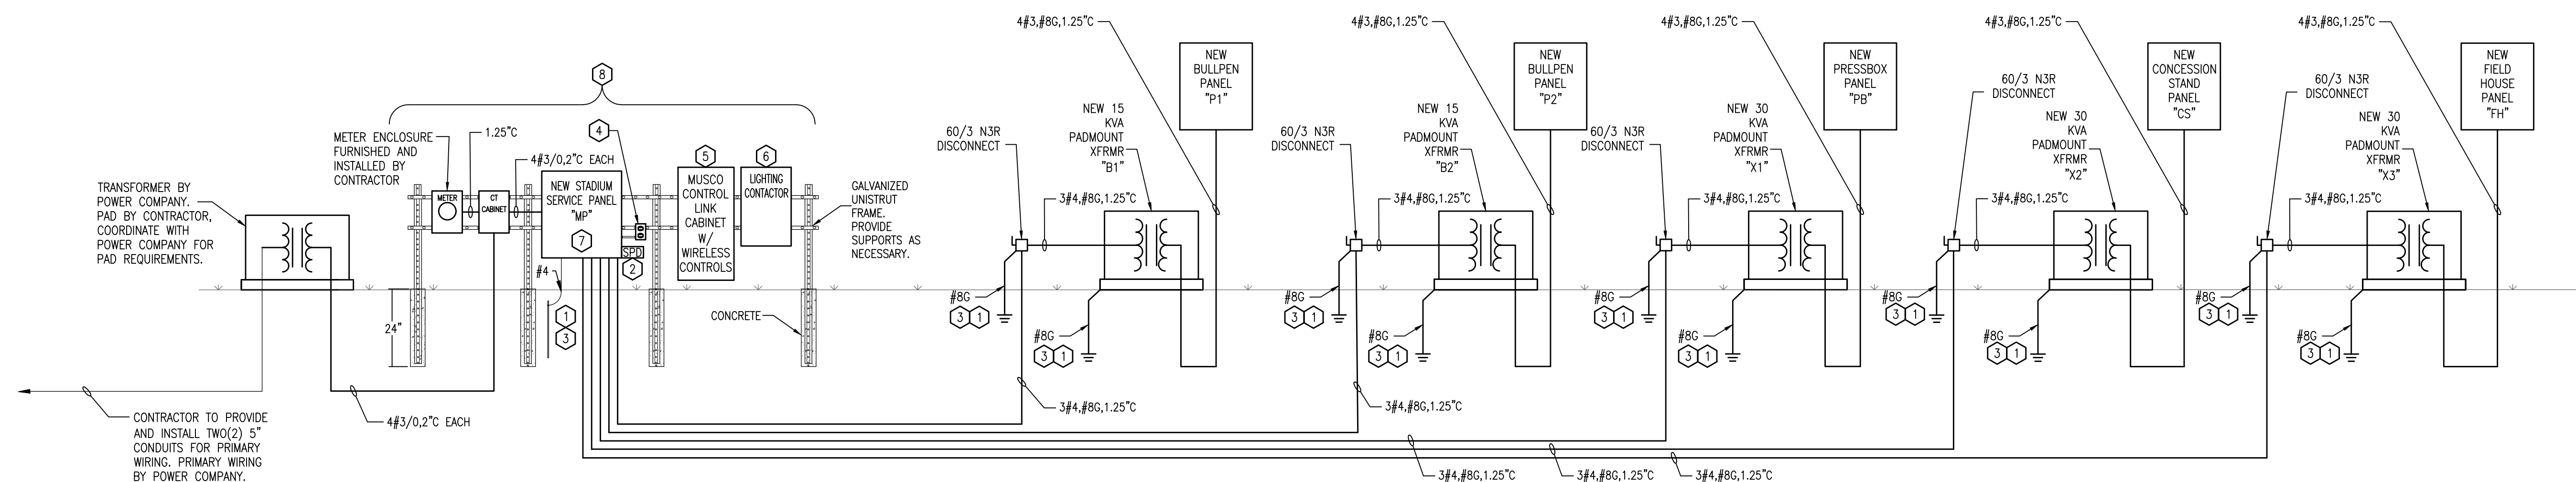 TRANSFORMER BY
POWER COMPANY.
PAD BY CONTRACTOR,
COORDINATE WITH
POWER COMPANY FOR
PAD REQUIREMENTS.
CONTRACTOR TO PROVIDE
AND INSTALL TWO(2) 5"
CONDUITS FOR PRIMARY
WIRING. PRIMARY WIRING
BY POWER COMPANY.
4#3/0,2"C EACH
24"
METER ENCLOSURE
FURNISHED AND
INSTALLED BY
CONTRACTOR
8
1.25"C
4
4#3/0,2"C EACH
METER
CT
CABINET
NEW STADIUM
SERVICE PANEL
"MP"
7
SPD
2
#4
1
3
5
MUSCO
CONTROL
LINK
CABINET
W/
WIRELESS
CONTROLS
6
LIGHTING
CONTACTOR
GALVANIZED
UNISTRUT
FRAME.
PROVIDE
SUPPORTS AS
NECESSARY.
CONCRETE
4#3,#8G,1.25"C
NEW
BULLPEN
PANEL
"P1"
NEW 15
KVA
PADMOUNT
XFRMR
"B1"
60/3 N3R
DISCONNECT
3#4,#8G,1.25"C
#8G
3 1
#8G
3 1
3#4,#8G,1.25"C
4#3,#8G,1.25"C
NEW
BULLPEN
PANEL
"P2"
NEW 15
KVA
PADMOUNT
XFRMR
"B2"
60/3 N3R
DISCONNECT
3#4,#8G,1.25"C
#8G
3 1
#8G
3 1
3#4,#8G,1.25"C
4#3,#8G,1.25"C
NEW
PRESSBOX
PANEL
"PB"
NEW 30
KVA
PADMOUNT
XFRMR
"X1"
60/3 N3R
DISCONNECT
3#4,#8G,1.25"C
#8G
3 1
#8G
3 1
3#4,#8G,1.25"C
4#3,#8G,1.25"C
NEW
CONCESSION
STAND
PANEL
"CS"
60/3 N3R
DISCONNECT
NEW 30
KVA
PADMOUNT
XFRMR
"X2"
3#4,#8G,1.25"C
#8G
3 1
#8G
3 1
3#4,#8G,1.25"C
4#3,#8G,1.25"C
NEW
FIELD
HOUSE
PANEL
"FH"
60/3 N3R
DISCONNECT
NEW 30
KVA
PADMOUNT
XFRMR
"X3"
3#4,#8G,1.25"C
#8G
3 1
#8G
3 1
3#4,#8G,1.25"C